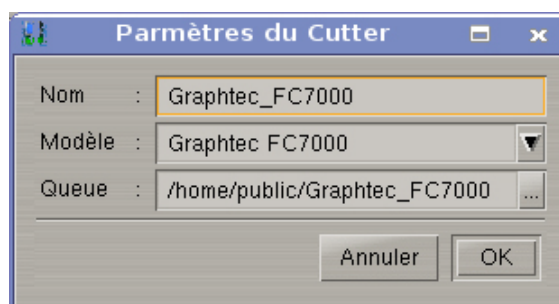 Parmètres du Cutter
Nom : Graphtec_FC7000
Modèle : Graphtec FC7000
Queue : /home/public/Graphtec_FC7000 ...
Annuler OK